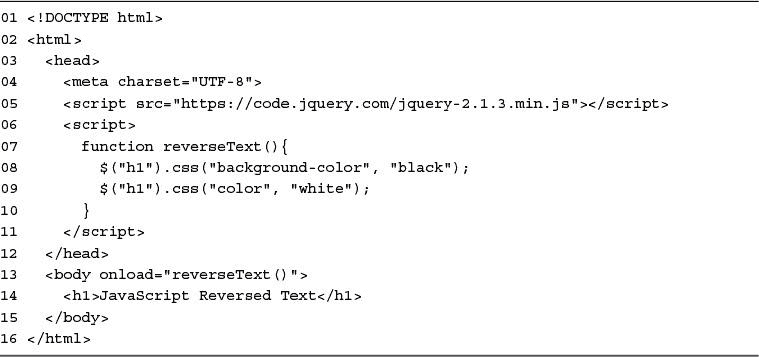 01 <!DOCTYPE html>
02 <html>
03   <head>
04     <meta charset="UTF-8">
05     <script src="https://code.jquery.com/jquery-2.1.3.min.js"></script>
06     <script>
07       function reverseText(){
08         $("h1").css("background-color", "black");
09         $("h1").css("color", "white");
10       }
11     </script>
12   </head>
13   <body onload="reverseText()">
14     <h1>JavaScript Reversed Text</h1>
15   </body>
16 </html>